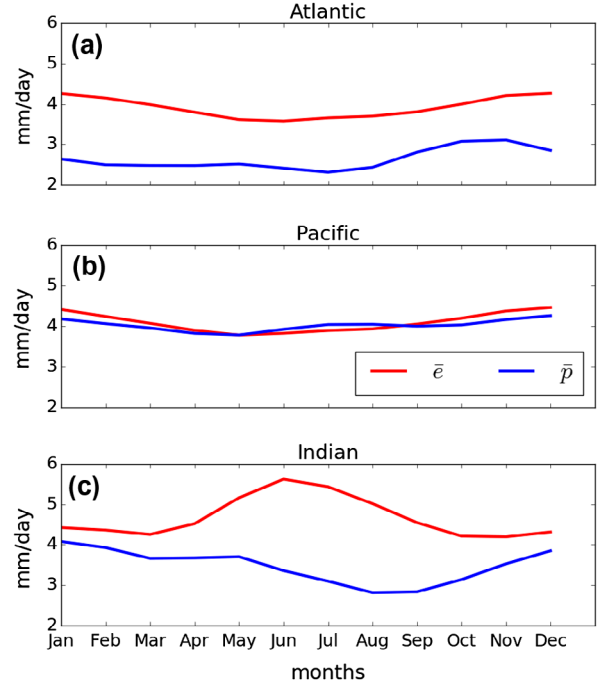 Atlantic
(a)
6
5
4
3
2
mm/day
Pacific
(b)
6
5
4
3
2
mm/day
ē p̄
Indian
(c)
6
5
4
3
2
mm/day
Jan Feb Mar Apr May Jun Jul Aug Sep Oct Nov Dec
months